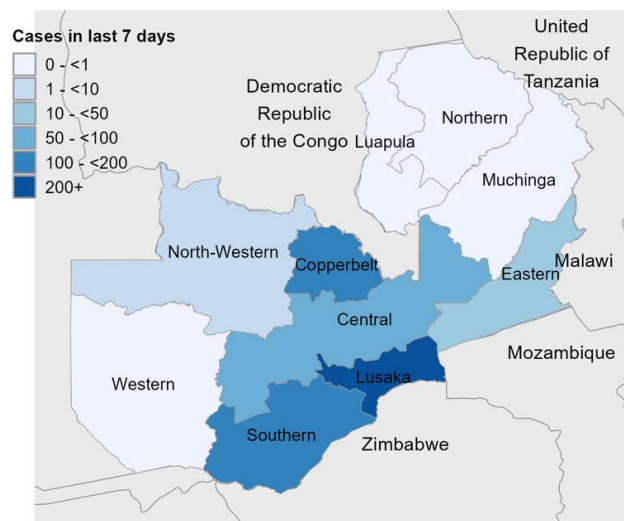 Cases in last 7 days
0 - <1
1 - <10
10 - <50
50 - <100
100 - <200
200+
United
Republic of
Tanzania
Democratic
Republic
of the Congo
Luapula
Northern
Muchinga
North-Western
Copperbelt
Eastern
Malawi
Central
Mozambique
Western
Lusaka
Southern
Zimbabwe